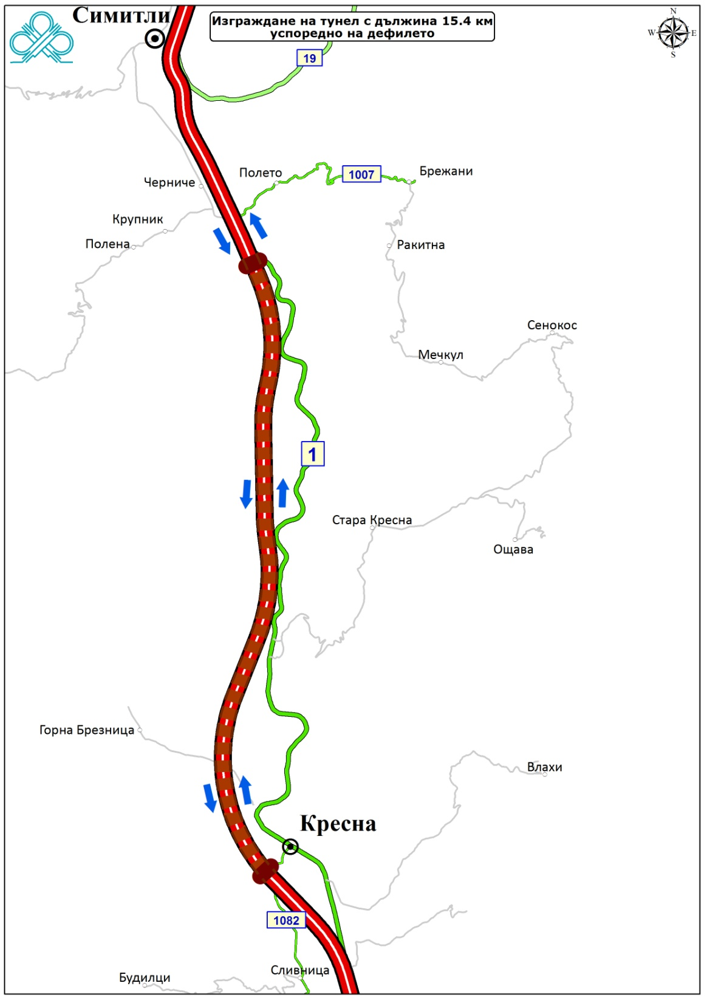 Симитли
Изграждане на тунел с дължина 15.4 км
успоредно на дефилето
N
W
E
S
19
Полето
1007
Брежани
Черниче
Крупник
Полена
Ракитна
Сенокос
Мечкул
1
Стара Кресна
Ощава
Горна Брезница
Влахи
Кресна
1082
Сливница
Будилци